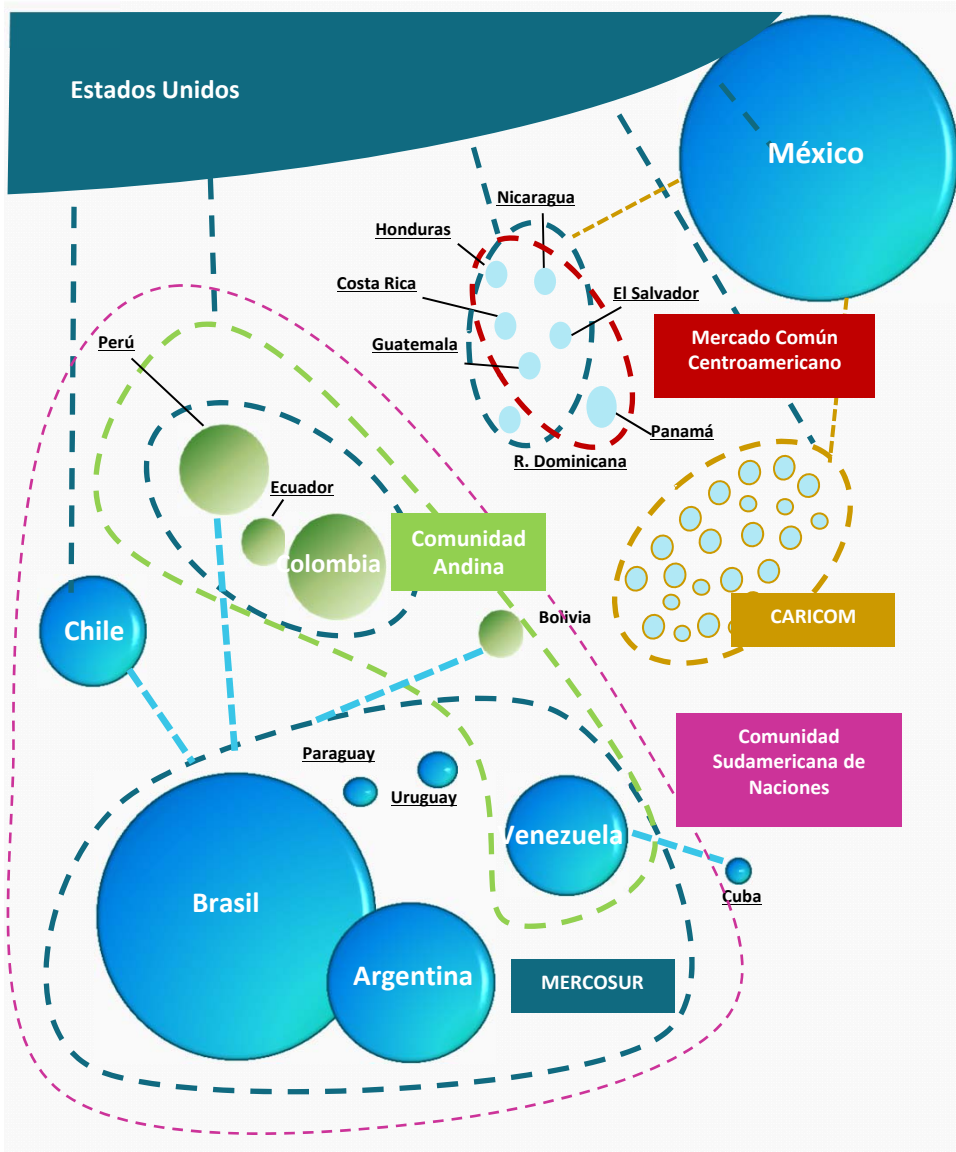 Estados Unidos
México
Nicaragua
Honduras
Costa Rica
El Salvador
Guatemala
Mercado Común
Centroamericano
Perú
Panamá
R. Dominicana
Ecuador
Colombia
Comunidad
Andina
Bolivia
CARICOM
Chile
Comunidad
Sudamericana de
Naciones
Paraguay
Uruguay
Venezuela
Cuba
Brasil
Argentina
MERCOSUR